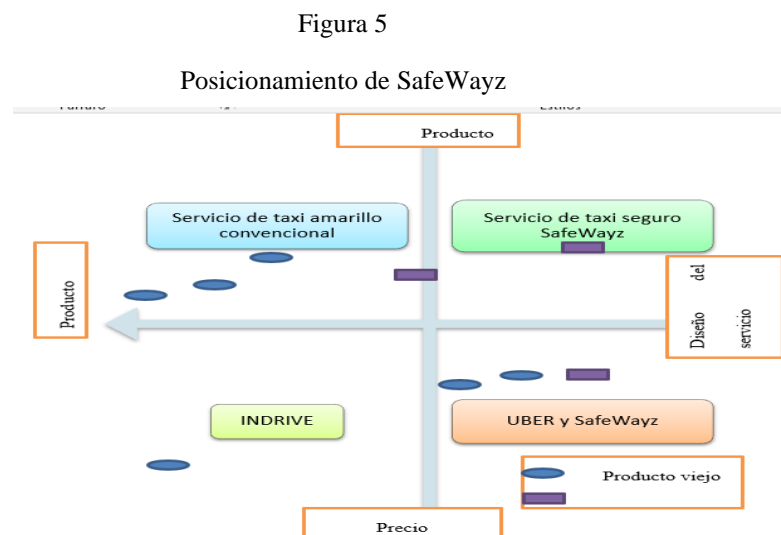 Figura 5
Posicionamiento de SafeWayz
Estilos
Producto
Servicio de taxi amarillo
convencional
Servicio de taxi seguro
SafeWayz
Producto
Diseño del
servicio
INDRIVE
UBER y SafeWayz
Producto viejo
Precio